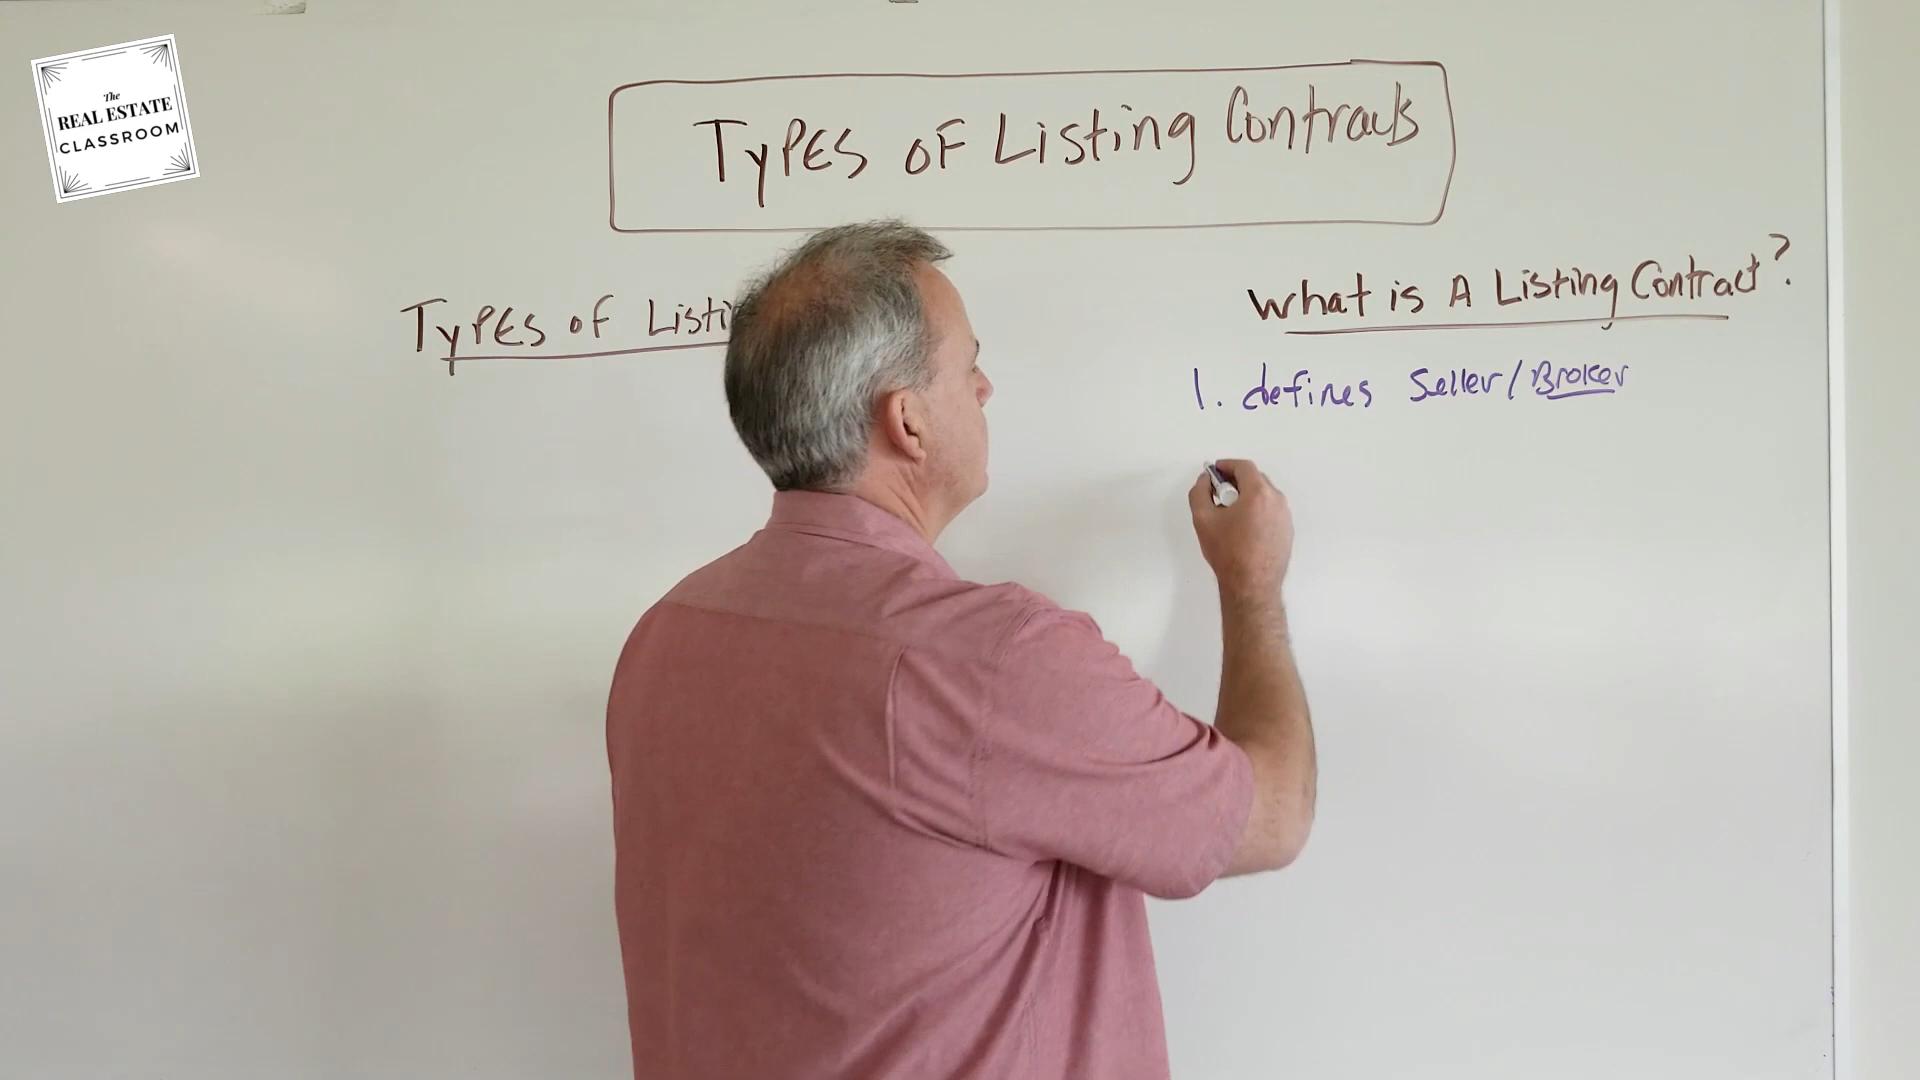 The
REAL ESTATE
CLASSROOM
TYPES OF Listing Contracts
TYPES OF Listi
What is A Listing Contract?
1. defines Seller/Broker